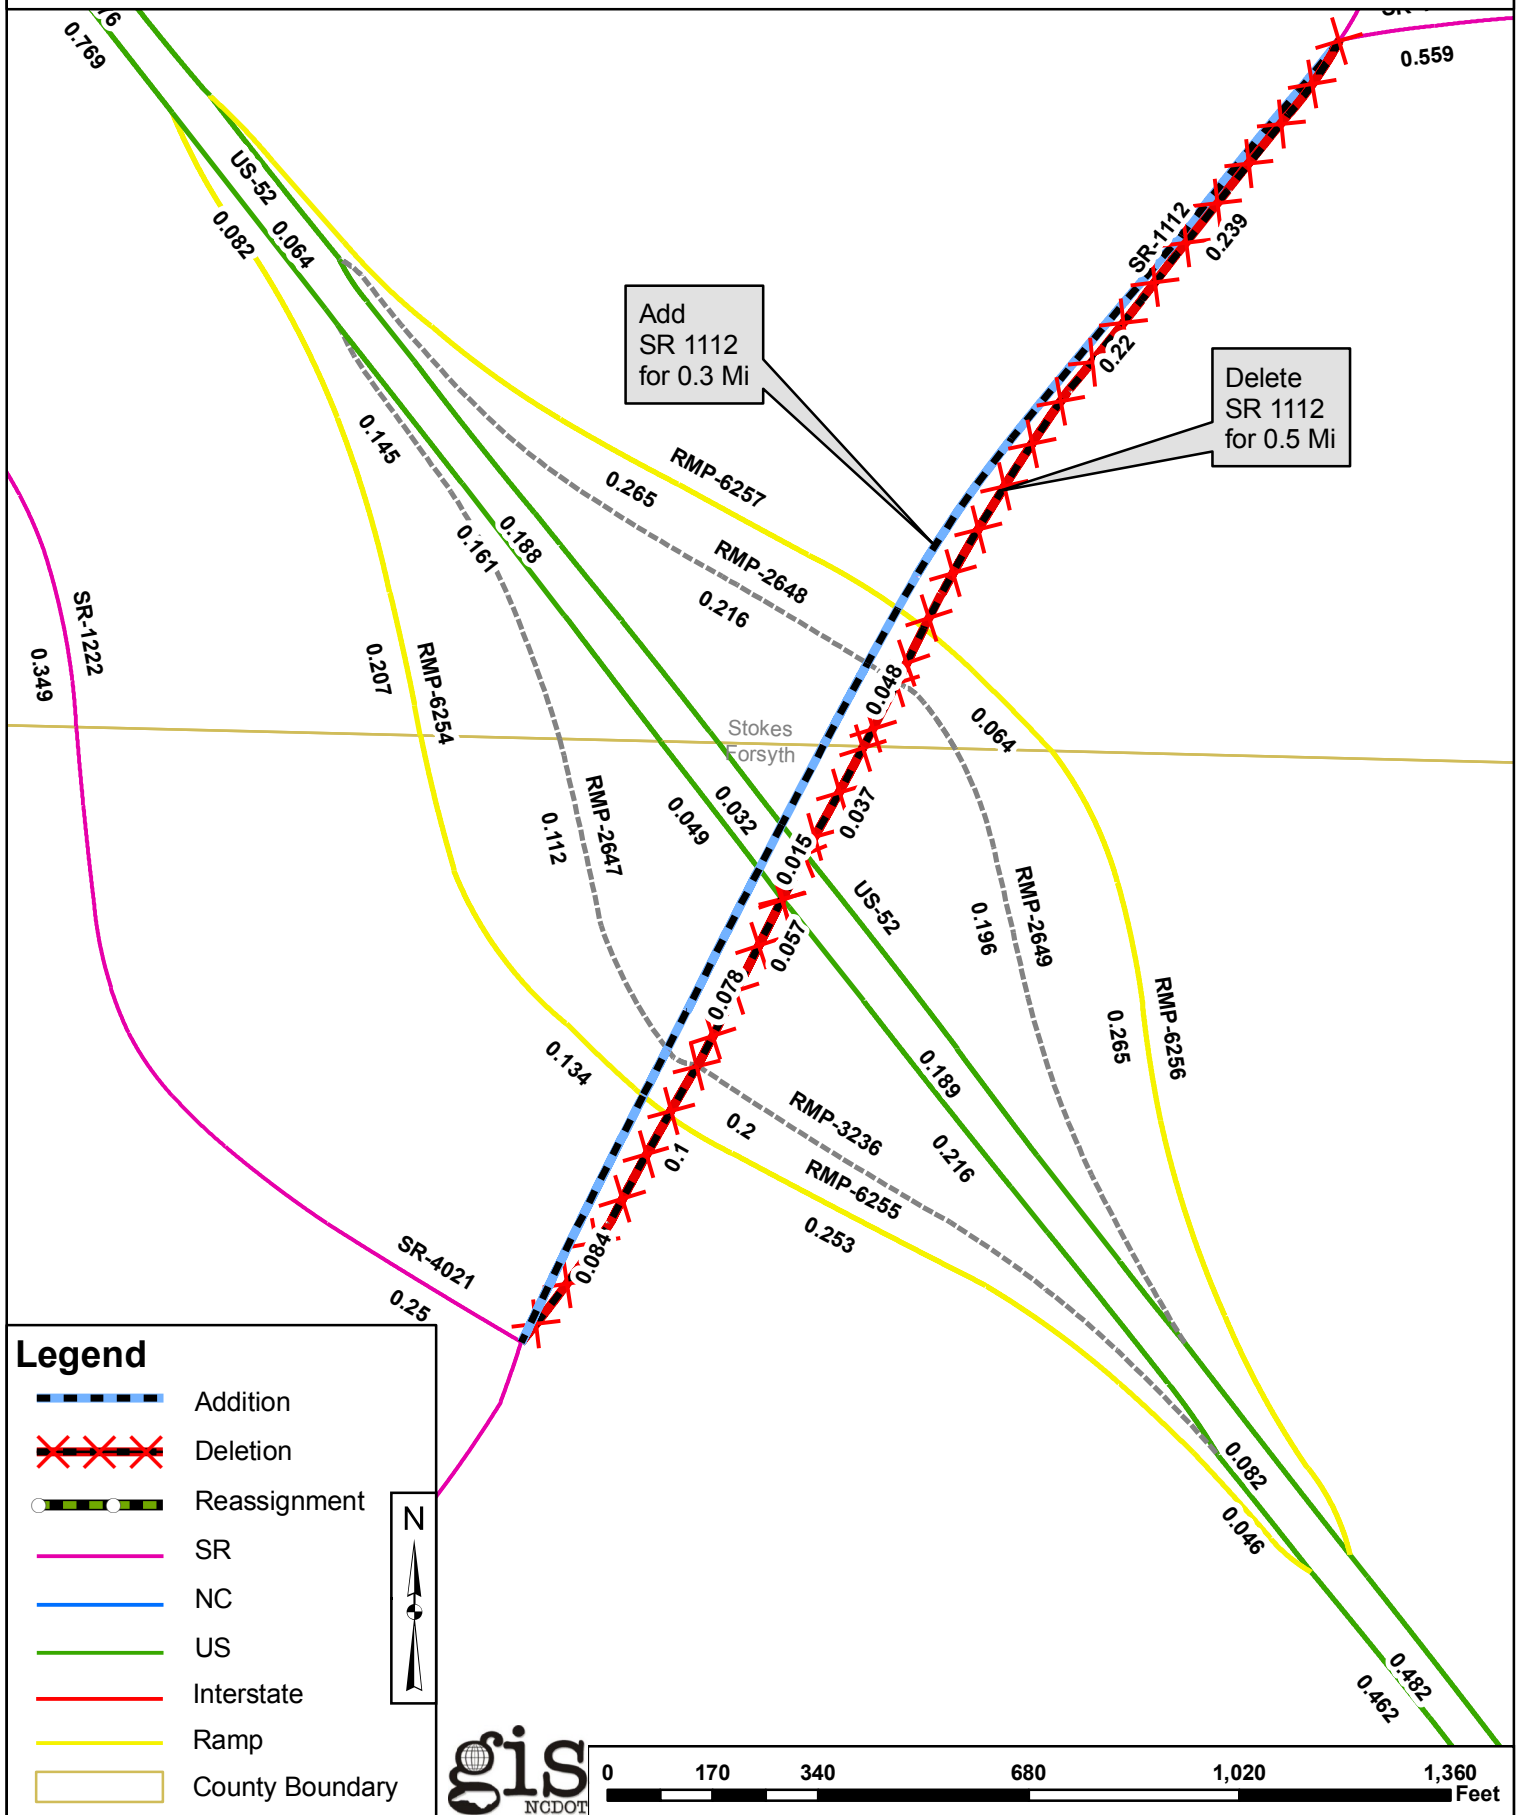 76
0.769
0.559
US-52
0.064
0.082
SR-1112
0.239
Add
SR 1112
for 0.3 Mi
0.22
Delete
SR 1112
for 0.5 Mi
0.145
RMP-6257
0.265
0.188
0.161
RMP-2648
0.216
SR-1222
0.349
RMP-6254
0.207
0.048
0.064
Stokes
Forsyth
RMP-2647
0.112
0.032
0.049
0.037
0.015
US-52
0.057
RMP-2649
0.196
0.078
RMP-6256
0.265
0.134
0.189
RMP-3236
0.2
0.216
0.1
RMP-6255
0.253
0.084
SR-4021
0.25
0.082
0.046
0.482
0.462
Legend
Addition
Deletion
Reassignment
SR
NC
US
Interstate
Ramp
County Boundary
N
gis
NCDOT
0 170 340 680 1,020 1,360
Feet